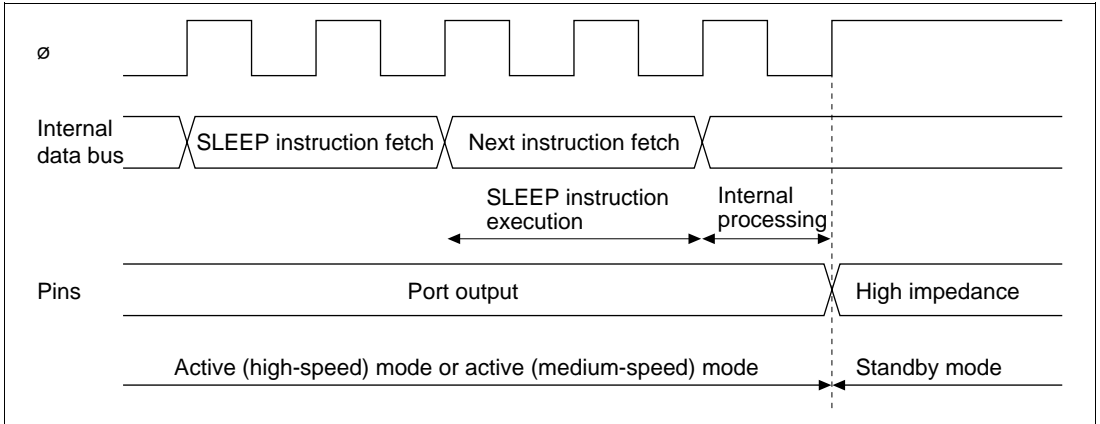 ø
Internal
data bus
SLEEP instruction fetch
Next instruction fetch
SLEEP instruction
execution
Internal
processing
Pins
Port output
High impedance
Active (high-speed) mode or active (medium-speed) mode
Standby mode